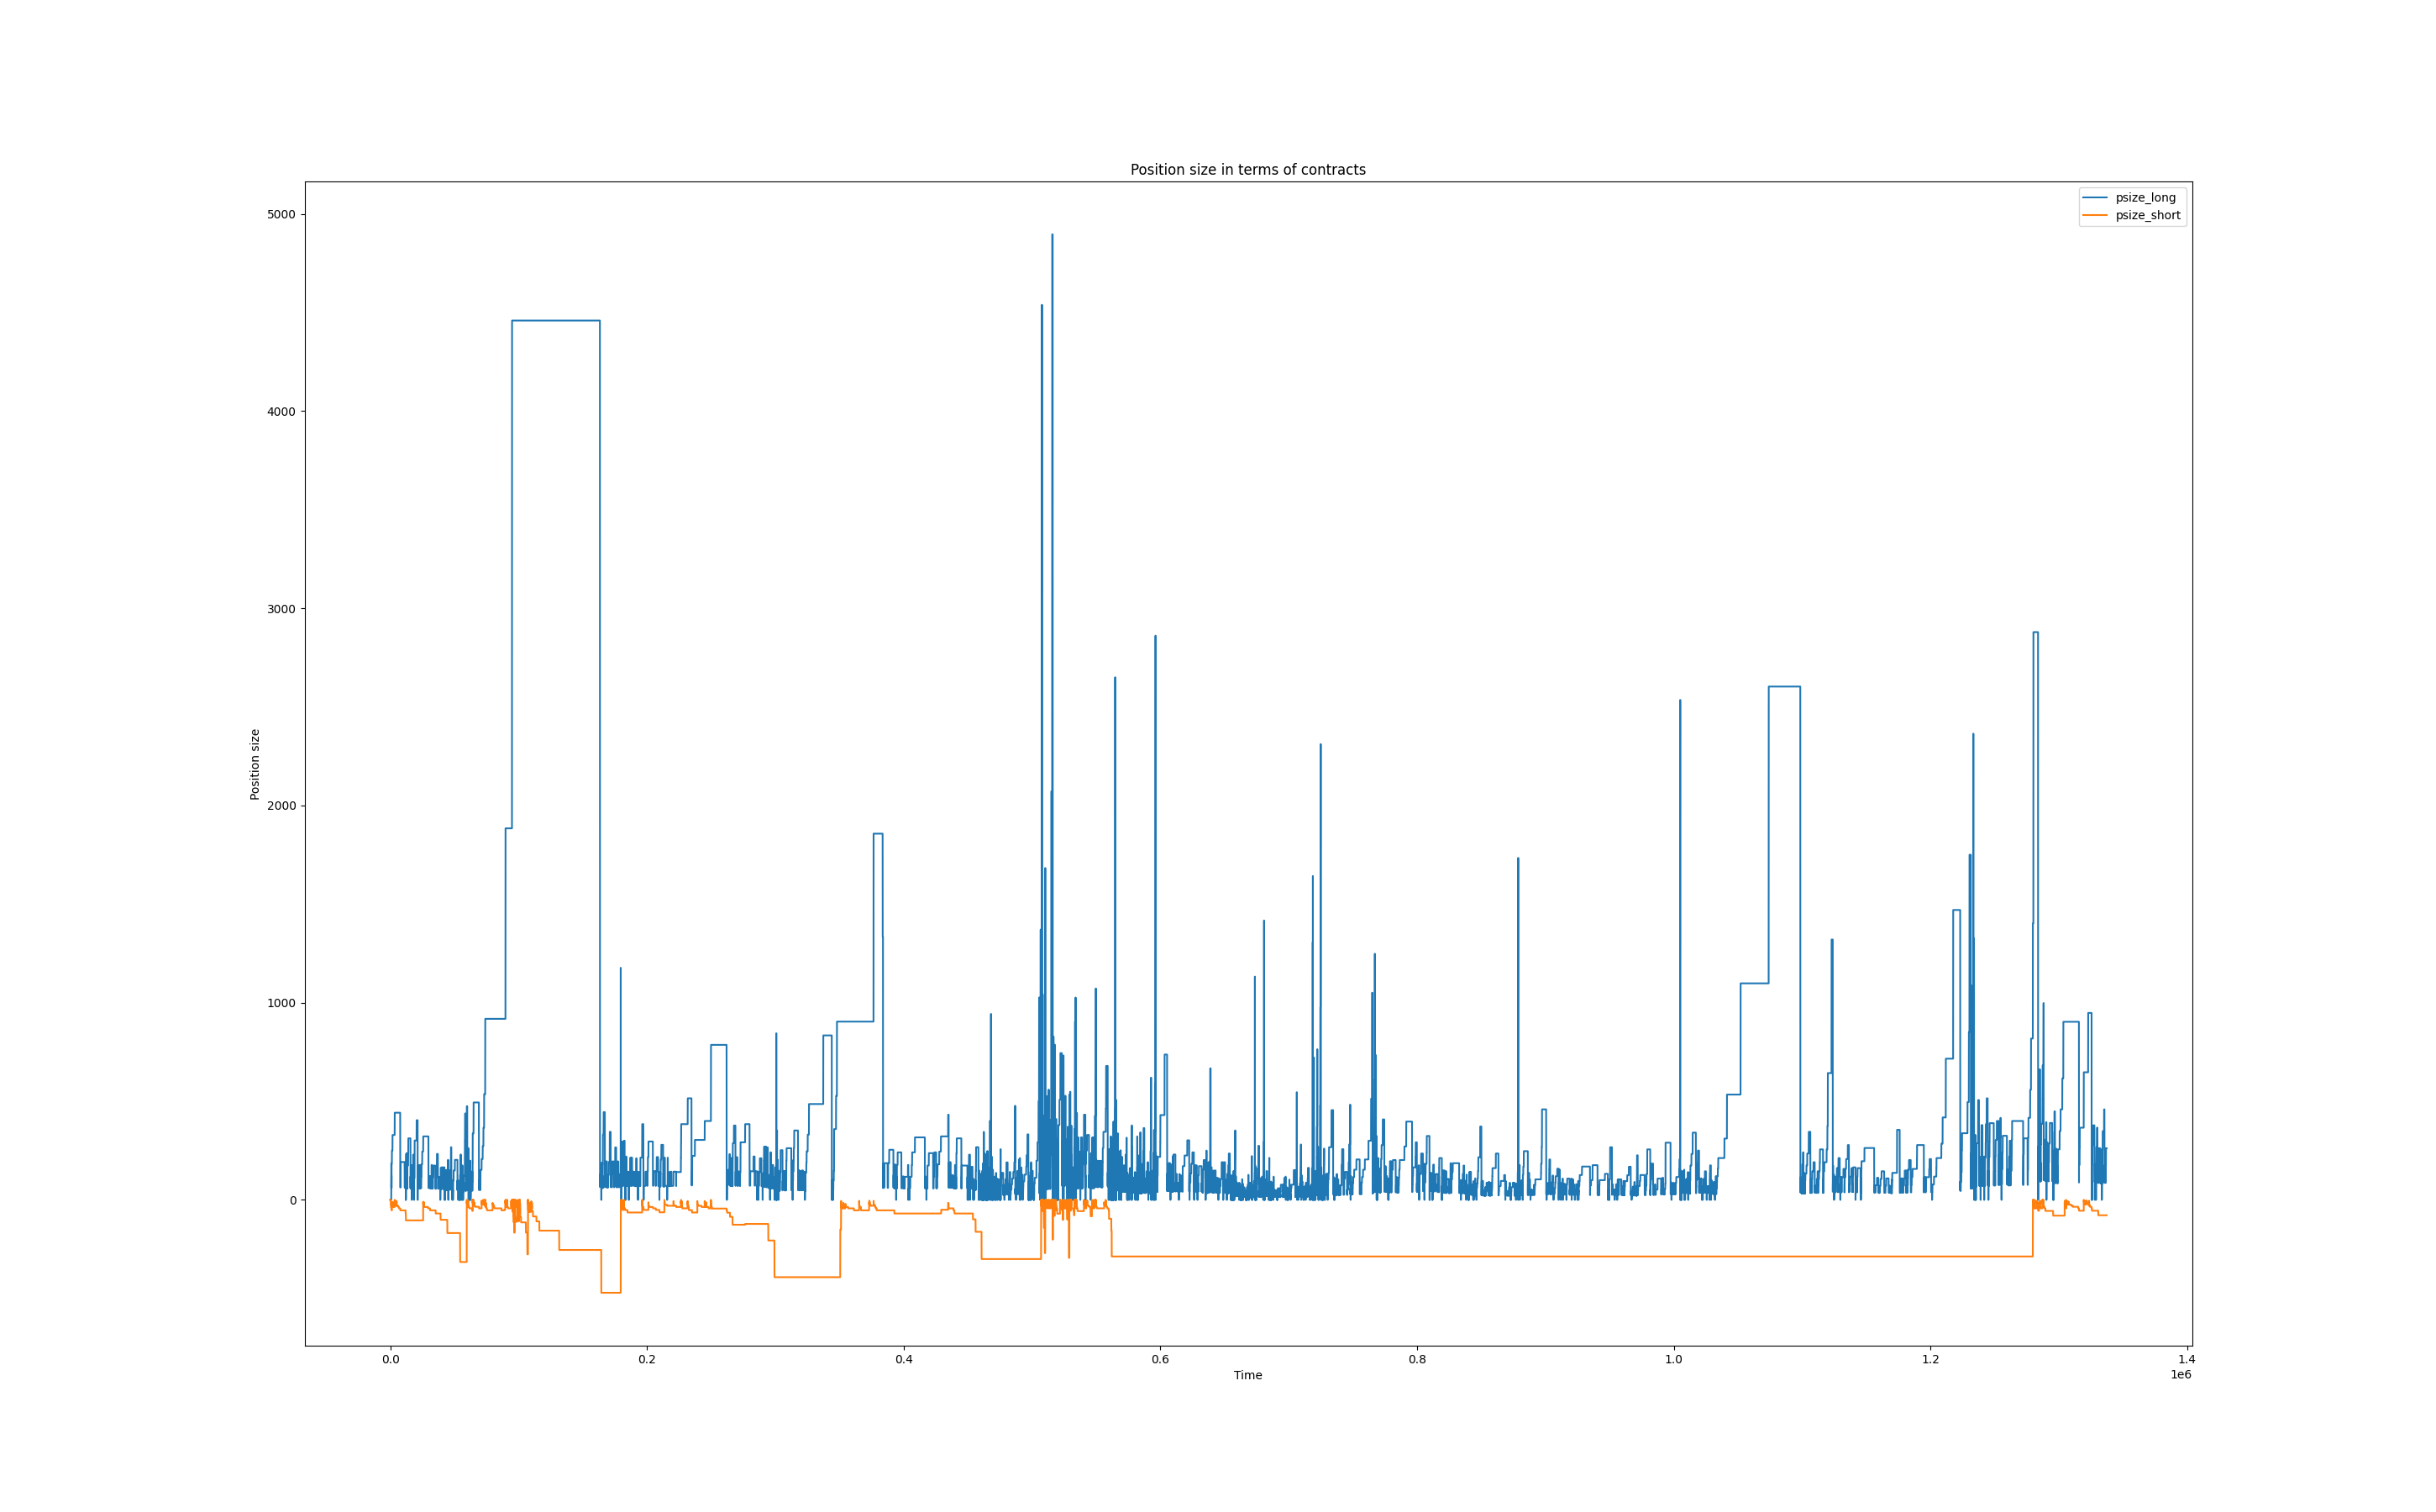 Position size in terms of contracts
psize_long
psize_short
5000
4000
3000
2000
1000
0
Position size
0.0 0.2 0.4 0.6 0.8 1.0 1.2 1.4
1e6
Time